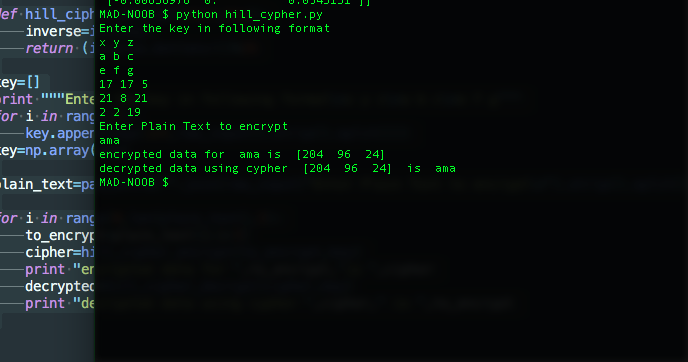 [-0.00856978 0. 0.0545151 ]]
MAD-NOOB $ python hill_cypher.py
Enter the key in following format
x y z
a b c
e f g
17 17 5
21 8 21
2 2 19
Enter Plain Text to encrypt
ama
encrypted data for ama is [204 96 24]
decrypted data using cypher [204 96 24] is ama
MAD-NOOB $
def hill_ciph
inverse=i
return (i
key=[]
print """Ente
for i in rang
key.appen
key=np.array(
plain_text=pa
for i in rang
to_encryp
cipher=hi
print "en
decrypted
print "de